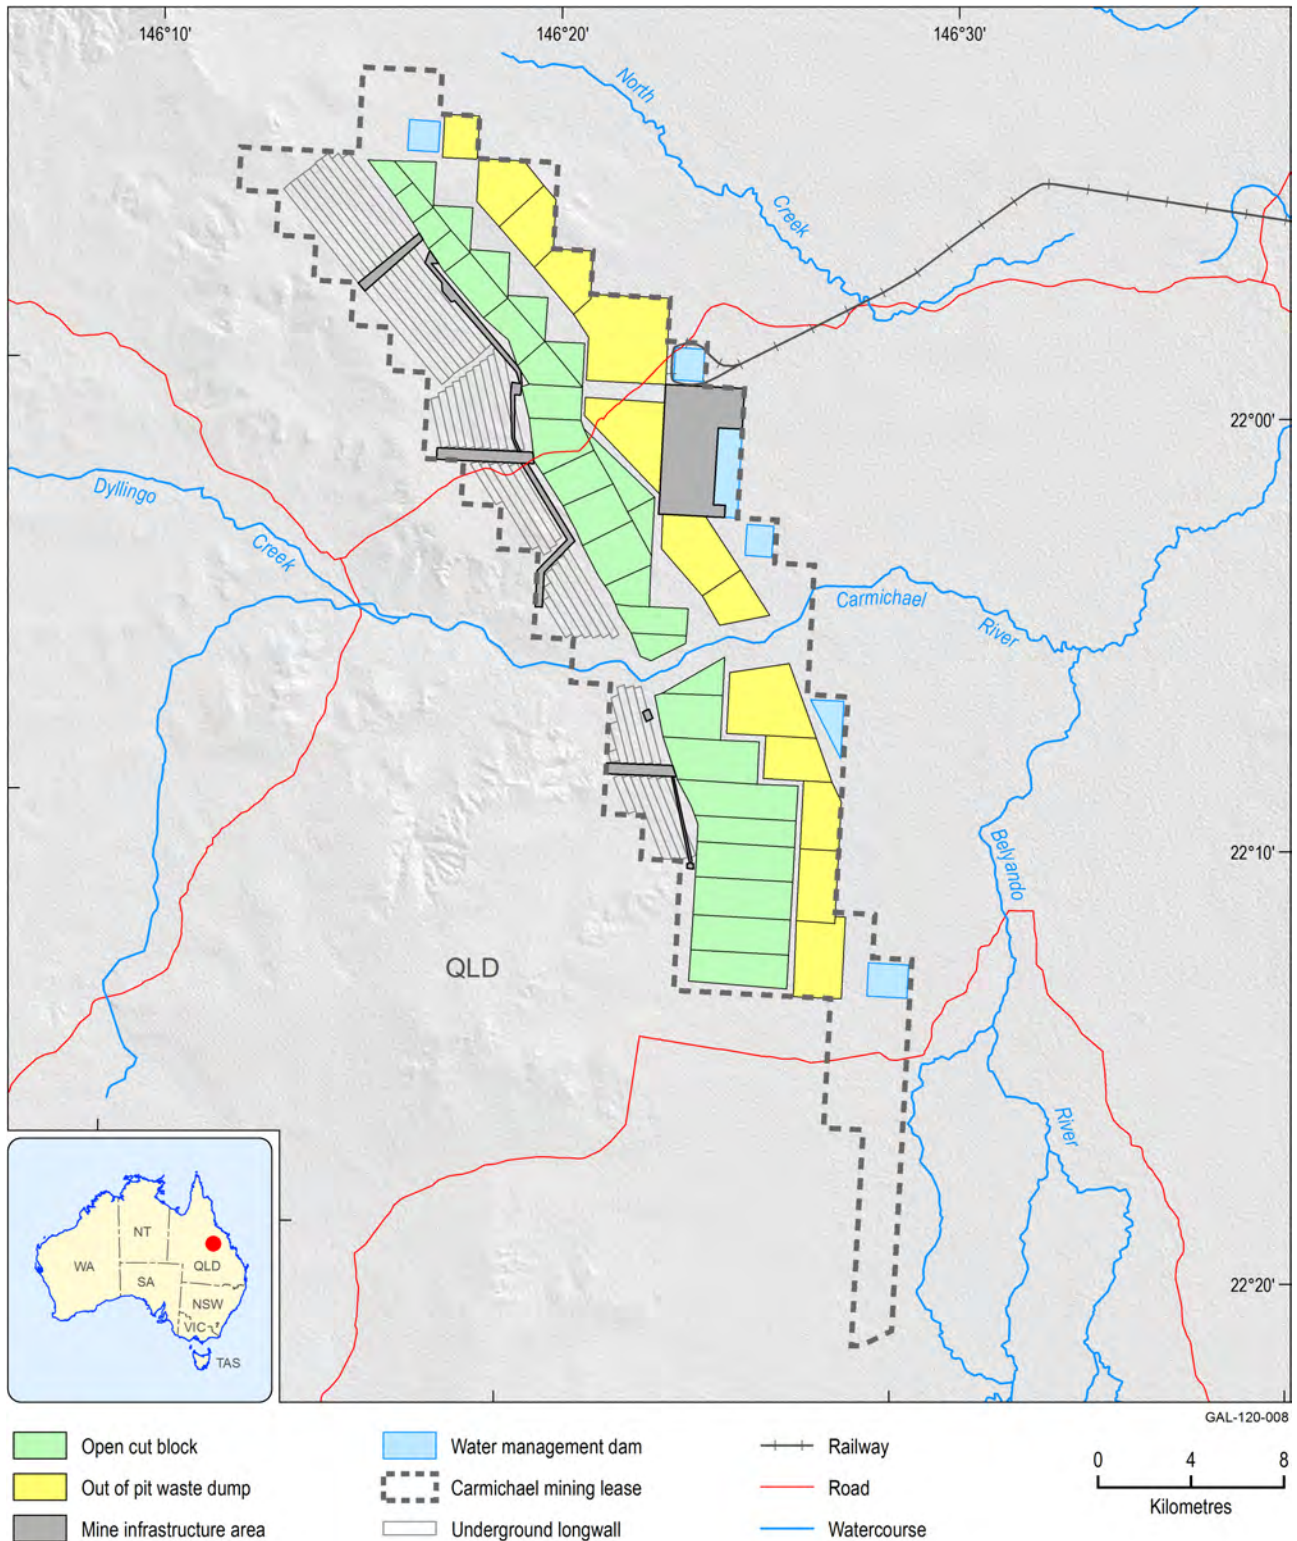 146°10'
146°20'
146°30'
North
Creek
22°00'
Dyllingo
Creek
Carmichael
River
22°10'
Belyando
QLD
River
22°20'
NT
WA
QLD
SA
NSW
VIC
TAS
GAL-120-008
Open cut block
Out of pit waste dump
Mine infrastructure area
Water management dam
Carmichael mining lease
Underground longwall
Railway
Road
Watercourse
0 4 8
Kilometres